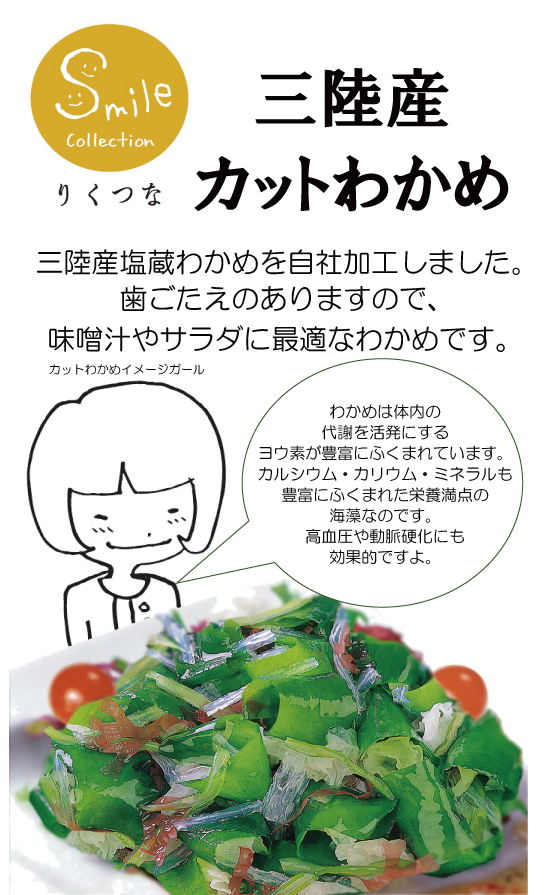 Smile
Collection
りくつな
三陸産
カットわかめ
三陸産塩蔵わかめを自社加工しました。
歯ごたえのありますので、
味噌汁やサラダに最適なわかめです。
カットわかめイメージガール
わかめは体内の
代謝を活発にする
ヨウ素が豊富にふくまれています。
カルシウム・カリウム・ミネラルも
豊富にふくまれた栄養満点の
海藻なのです。
高血圧や動脈硬化にも
効果的ですよ。